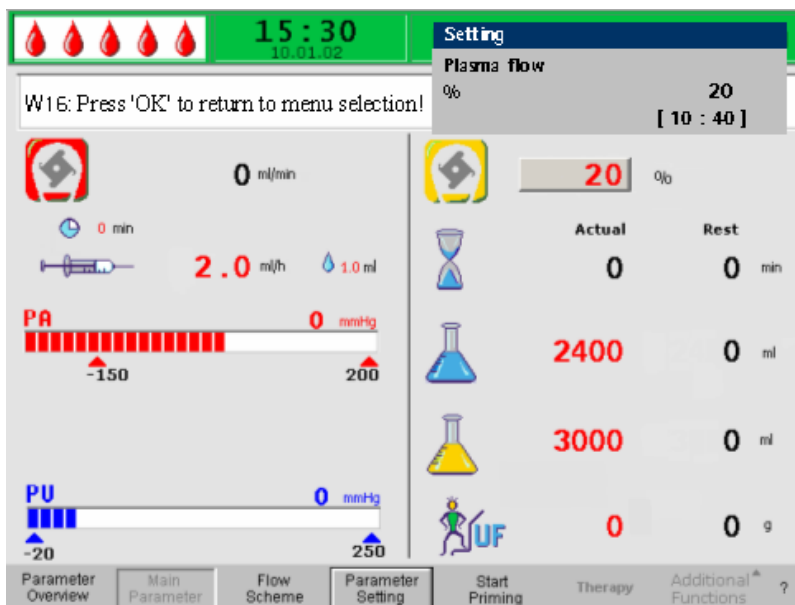 15:30
10.01.02
Setting
Plasma flow
% 20
[ 10 : 40 ]
W16: Press 'OK' to return to menu selection!
0 ml/min
20 %
0 min
Actual Rest
2.0 ml/h 1.0 ml
0 0 min
PA 0 mmHg
-150 200
2400 0 ml
3000 0 ml
PU 0 mmHg
-20 250
UF 0 0 g
Parameter Overview
Main Parameter
Flow Scheme
Parameter Setting
Start Priming
Therapy
Additional Functions
?